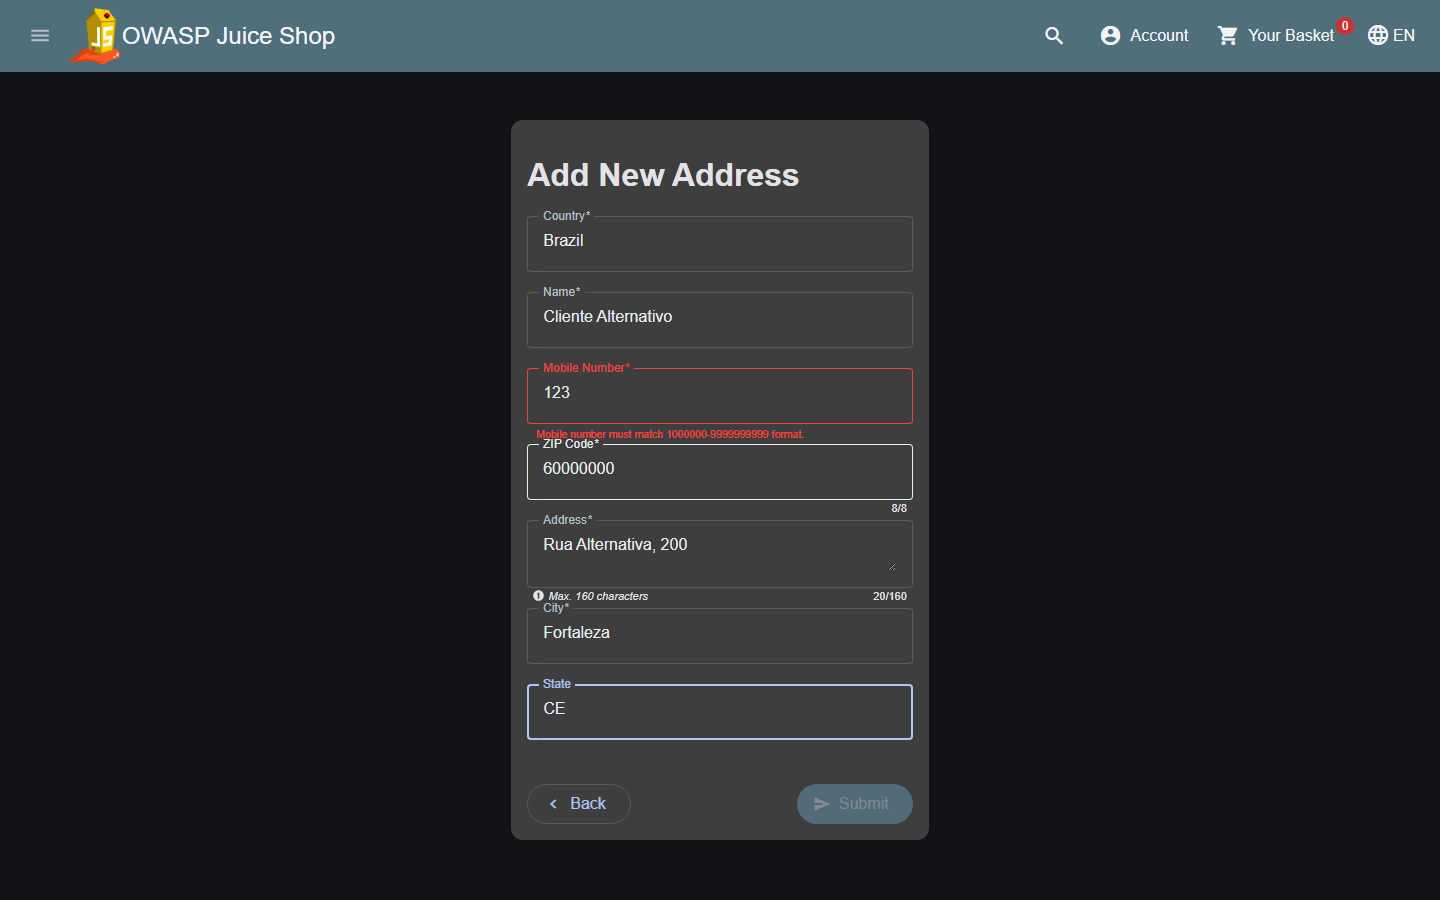 OWASP Juice Shop
Account
Your Basket
0
EN
Add New Address
Country*
Brazil
Name*
Cliente Alternativo
Mobile Number*
123
Mobile number must match 1000000-9999999999 format.
ZIP Code*
60000000
8/8
Address*
Rua Alternativa, 200
Max. 160 characters
20/160
City*
Fortaleza
State
CE
Back
Submit